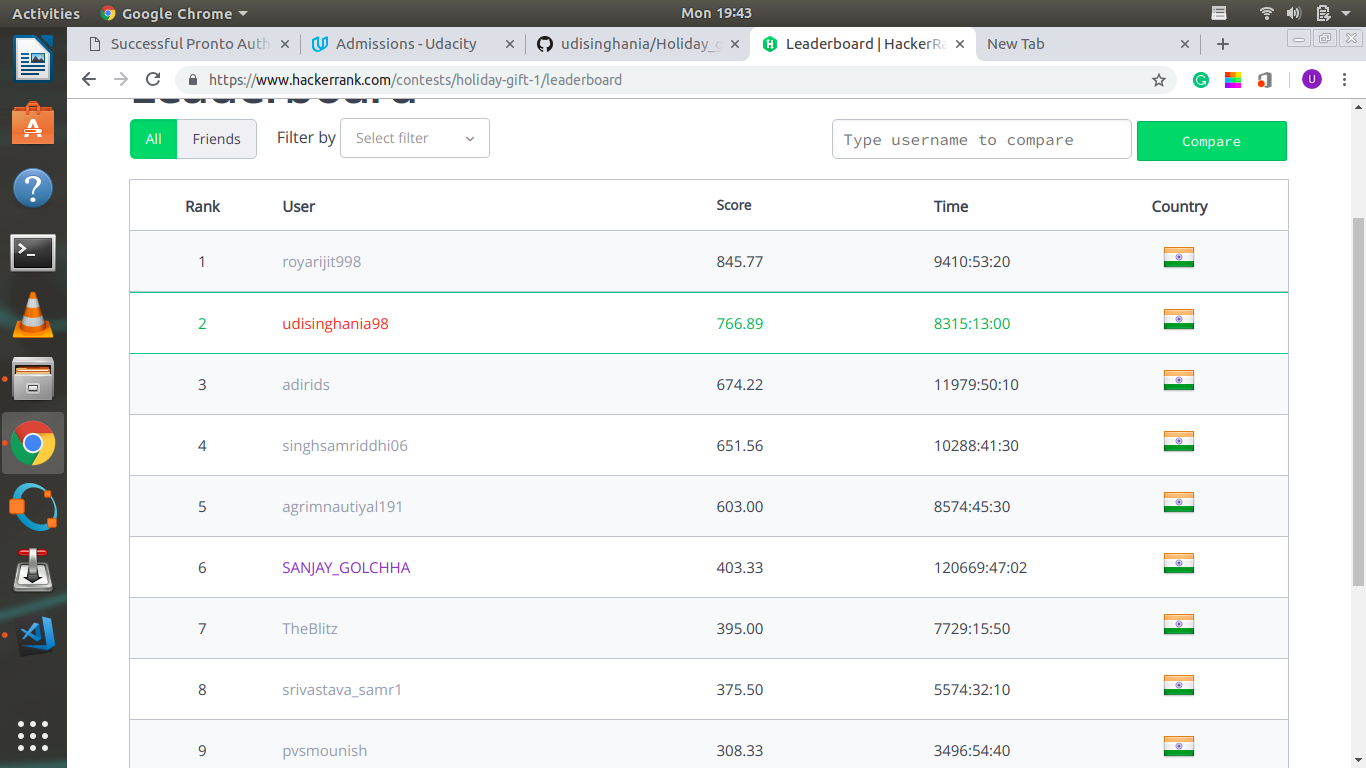 Activities Google Chrome Mon 19:43
Successful Pronto Auth Admissions - Udacity udisinghania/Holiday_g Leaderboard | HackerRa New Tab
https://www.hackerrank.com/contests/holiday-gift-1/leaderboard U
Leaderboard
All Friends Filter by Select filter Type username to compare Compare
Rank User Score Time Country
1 royarijit998 845.77 9410:53:20
2 udisinghania98 766.89 8315:13:00
3 adirids 674.22 11979:50:10
4 singhsamriddhi06 651.56 10288:41:30
5 agrimnautiyal191 603.00 8574:45:30
6 SANJAY_GOLCHHA 403.33 120669:47:02
7 TheBlitz 395.00 7729:15:50
8 srivastava_samr1 375.50 5574:32:10
9 pvsmounish 308.33 3496:54:40